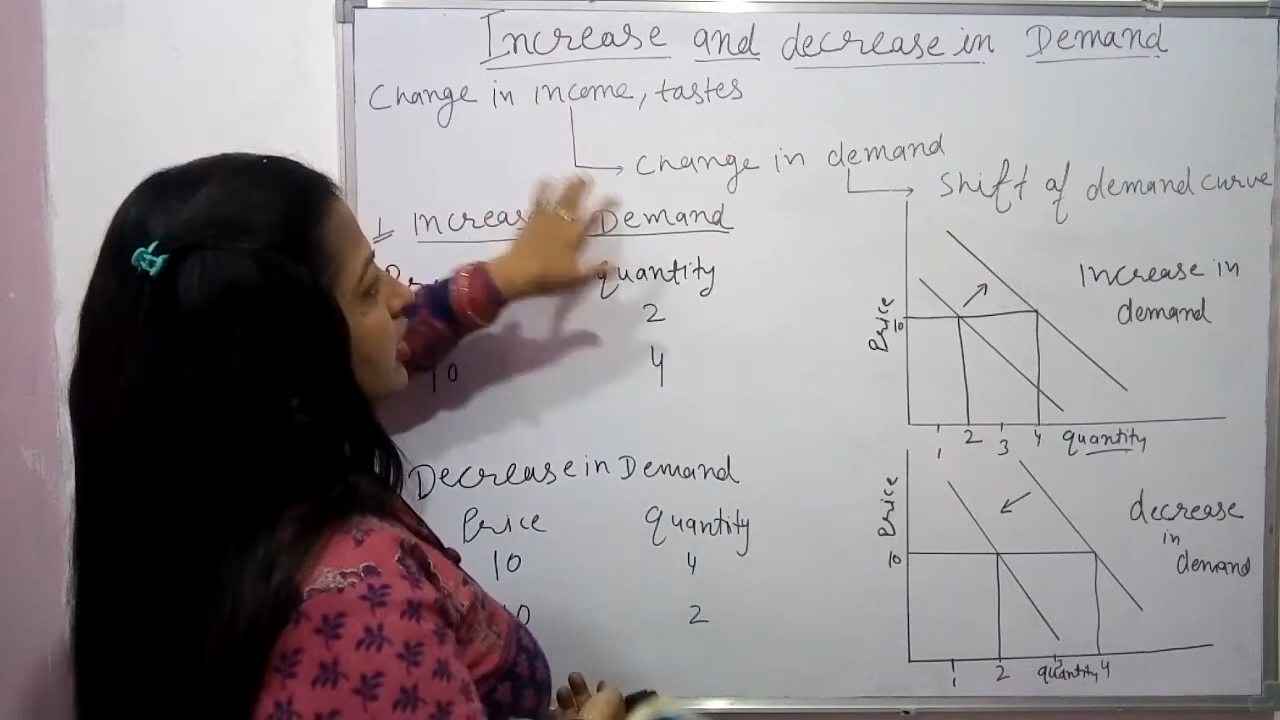 Increase and decrease in Demand
Change in income, tastes
Change in demand
Shift of demand curve
1 Demand
quantity
2
10 4
Decrease in Demand
Price Quantity
10 4
2
Price
10
Increase in
demand
1 2 3 4 quantity
Price
10
decrease
in
demand
1 2 3 quantity 4